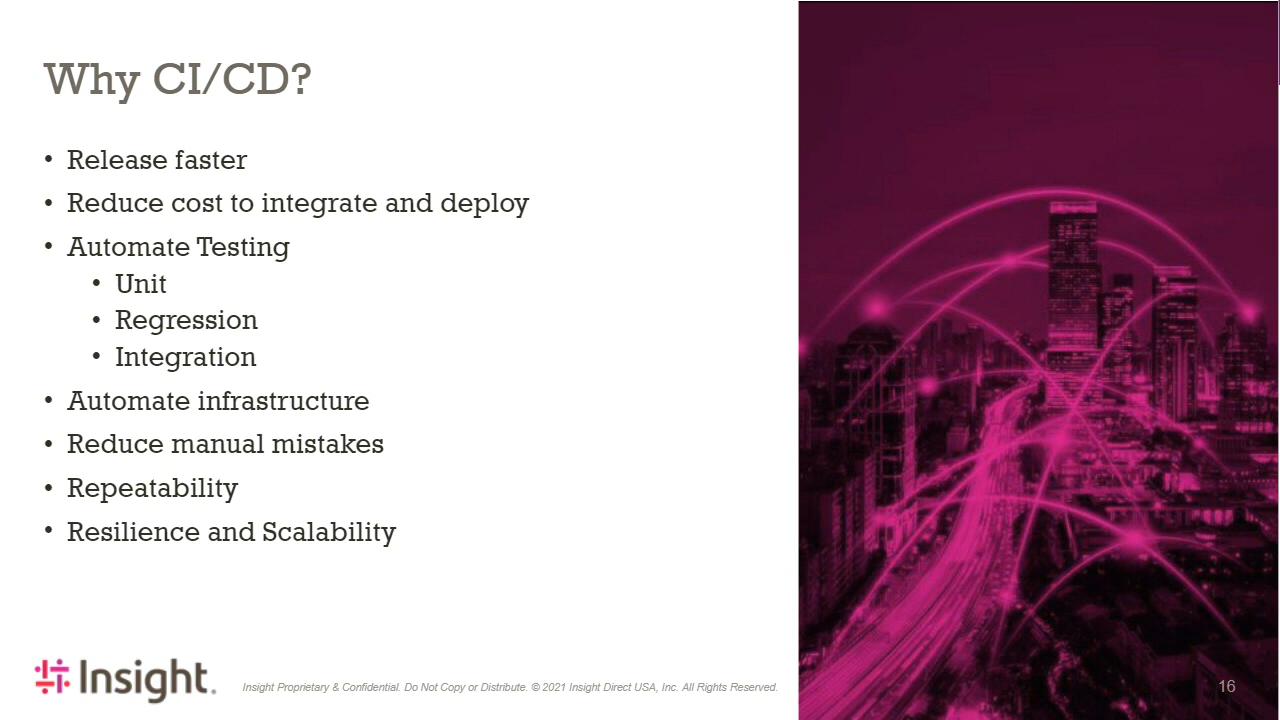 Why CI/CD?
• Release faster
• Reduce cost to integrate and deploy
• Automate Testing
• Unit
• Regression
• Integration
• Automate infrastructure
• Reduce manual mistakes
• Repeatability
• Resilience and Scalability
Insight.
Insight Proprietary & Confidential. Do Not Copy or Distribute. © 2021 Insight Direct USA, Inc. All Rights Reserved.
16